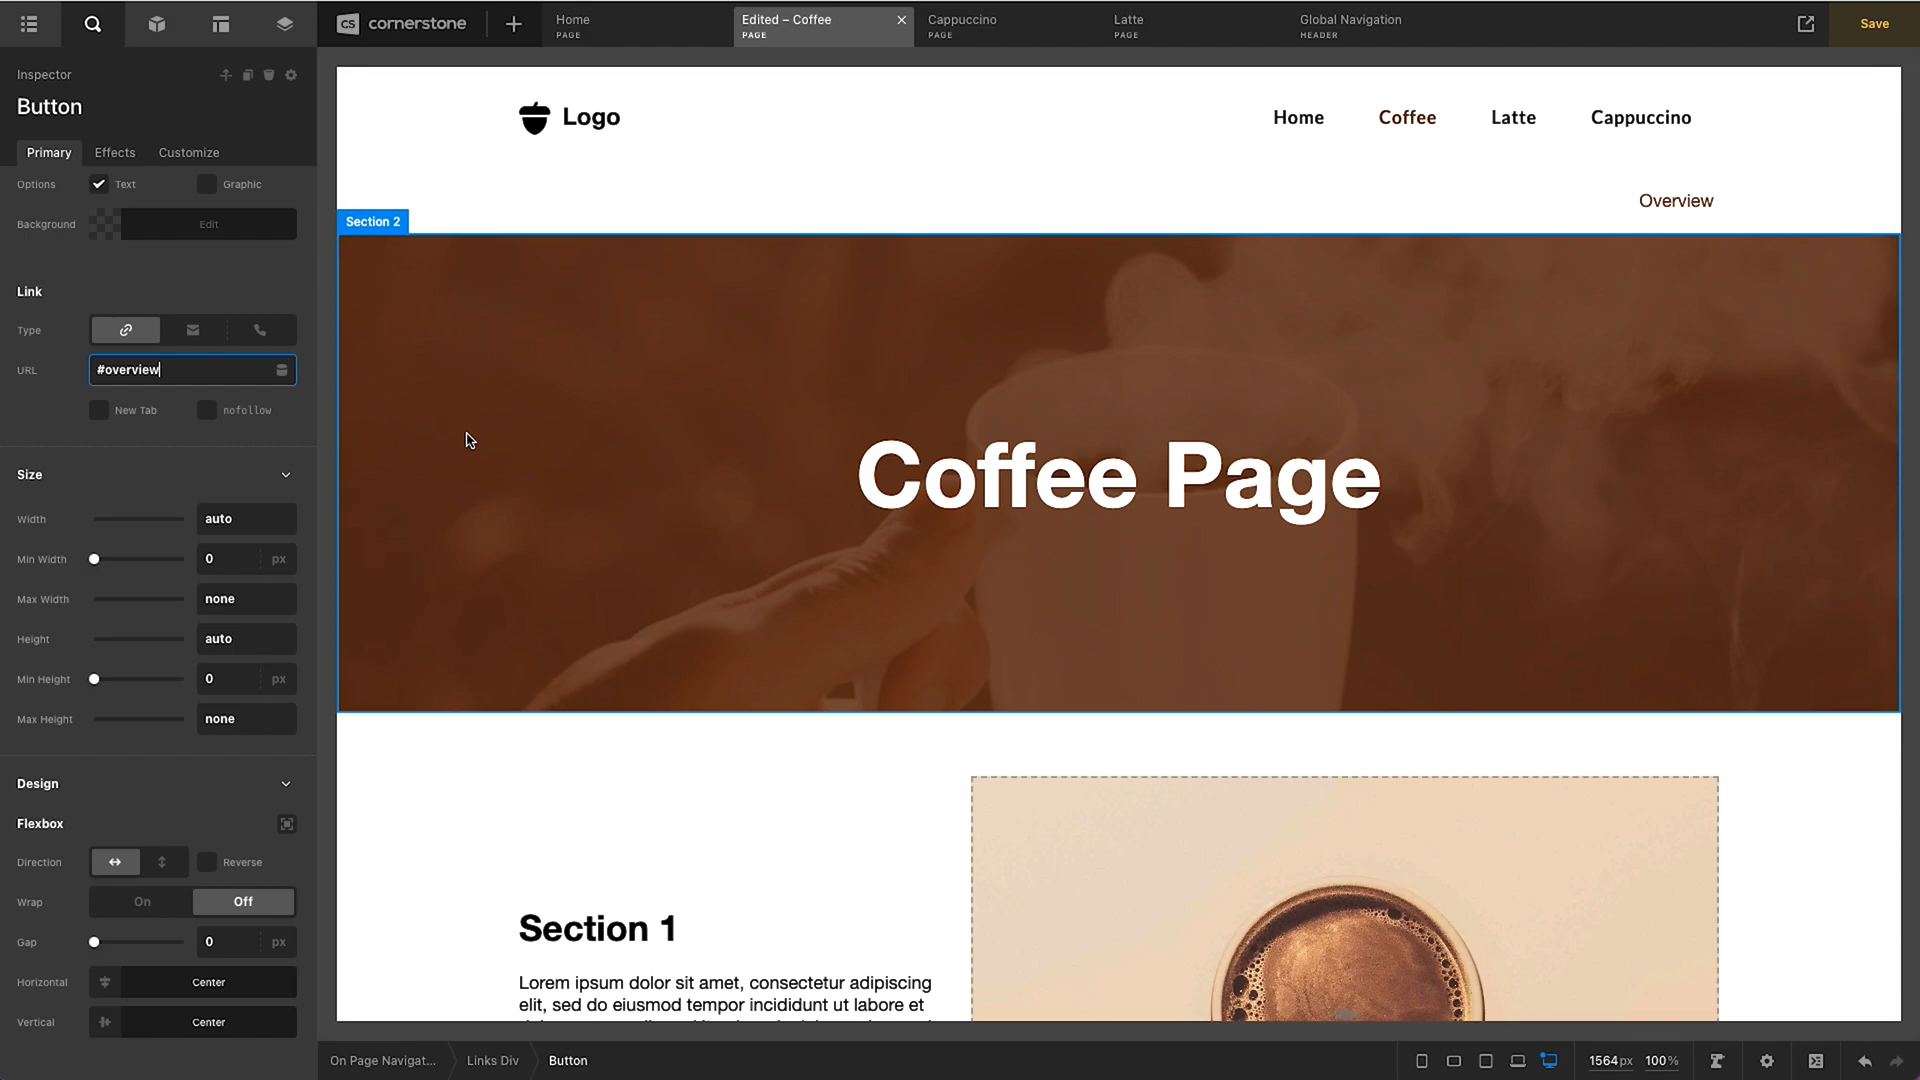 cornerstone
Home
PAGE
Edited – Coffee
PAGE
Cappuccino
PAGE
Latte
PAGE
Global Navigation
HEADER
Save
Inspector
Button
Primary Effects Customize
Options Text Graphic
Background Edit
Link
Type
URL #overview
New Tab nofollow
Size
Width auto
Min Width 0 px
Max Width none
Height auto
Min Height 0 px
Max Height none
Design
Flexbox
Direction Reverse
Wrap On Off
Gap 0 px
Horizontal Center
Vertical Center
Logo
Home Coffee Latte Cappuccino
Overview
Section 2
Coffee Page
Section 1
Lorem ipsum dolor sit amet, consectetur adipiscing
elit, sed do eiusmod tempor incididunt ut labore et
On Page Navigat... Links Div Button
1564px 100%